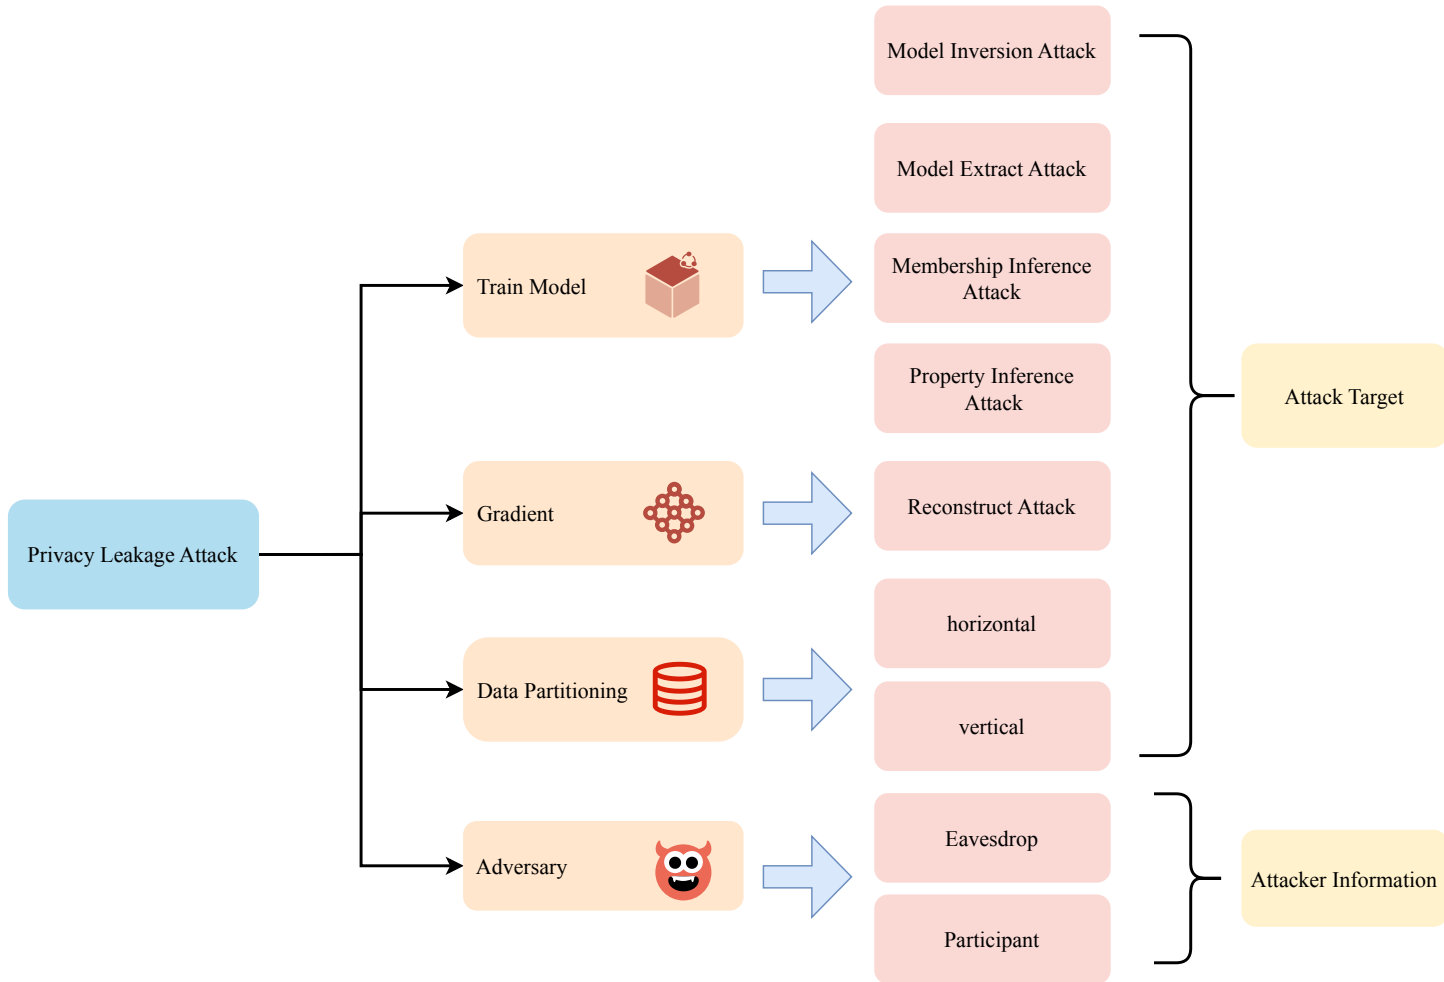 Privacy Leakage Attack
Train Model
Gradient
Data Partitioning
Adversary
Model Inversion Attack
Model Extract Attack
Membership Inference
Attack
Property Inference
Attack
Reconstruct Attack
horizontal
vertical
Eavesdrop
Participant
Attack Target
Attacker Information